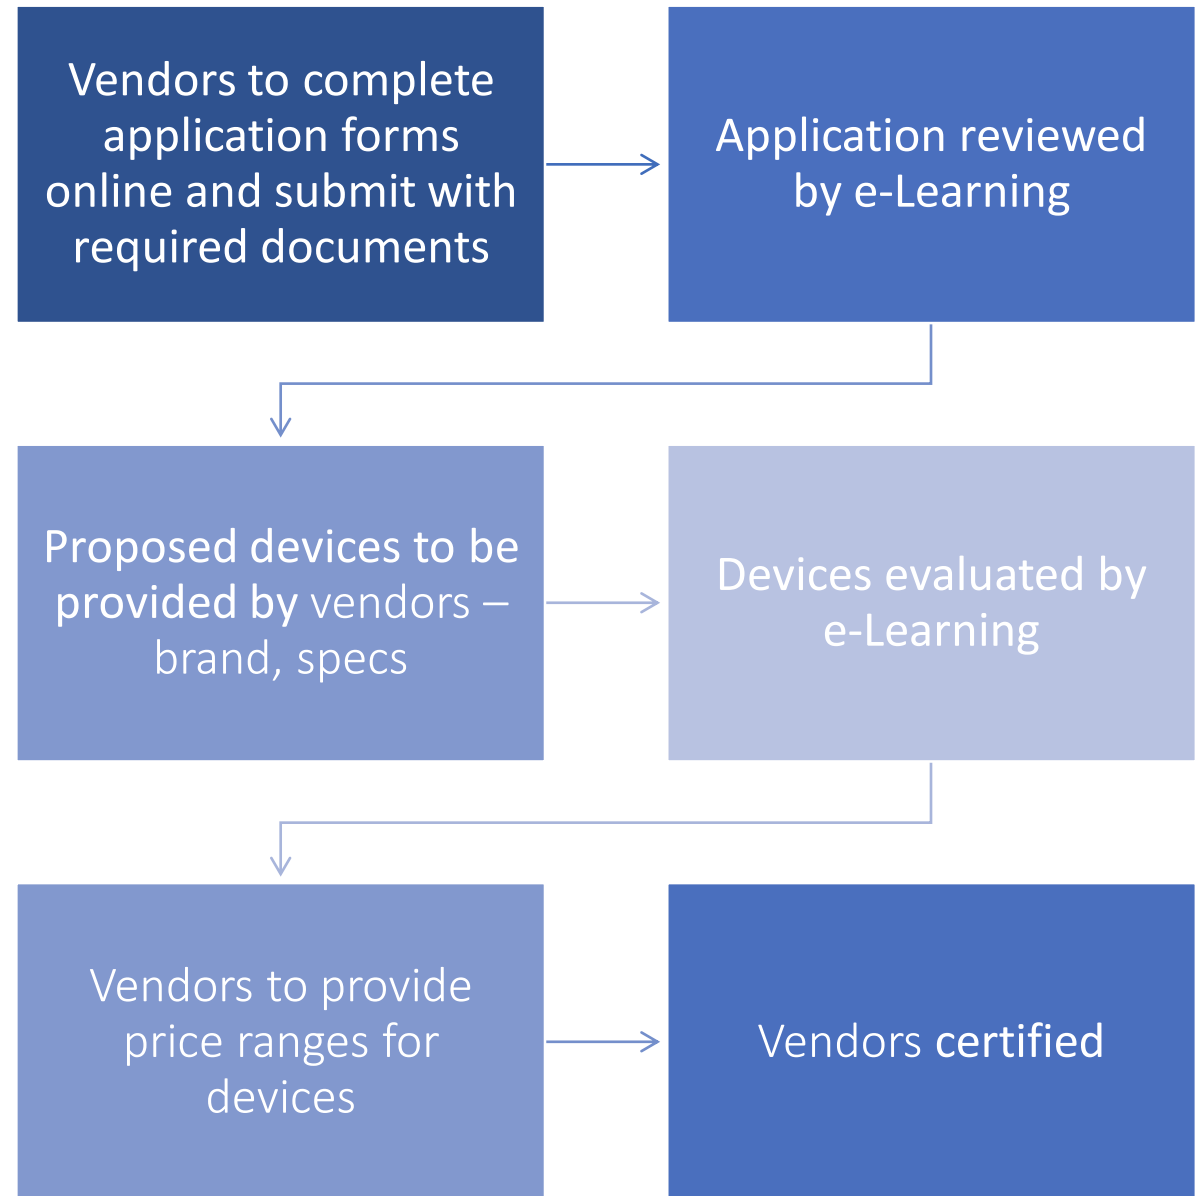 Vendors to complete
application forms
online and submit with
required documents
Application reviewed
by e-Learning
Proposed devices to be
provided by vendors –
brand, specs
Devices evaluated by
e-Learning
Vendors to provide
price ranges for
devices
Vendors certified